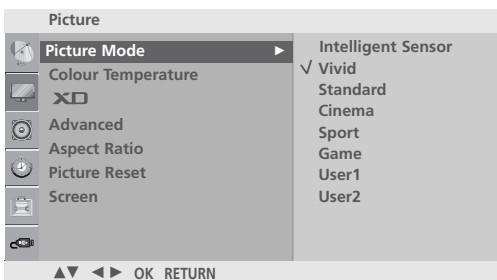 Picture
Picture Mode ►
Colour Temperature
XD
Advanced
Aspect Ratio
Picture Reset
Screen
Intelligent Sensor
√ Vivid
Standard
Cinema
Sport
Game
User1
User2
▲▼ ◄► OK RETURN